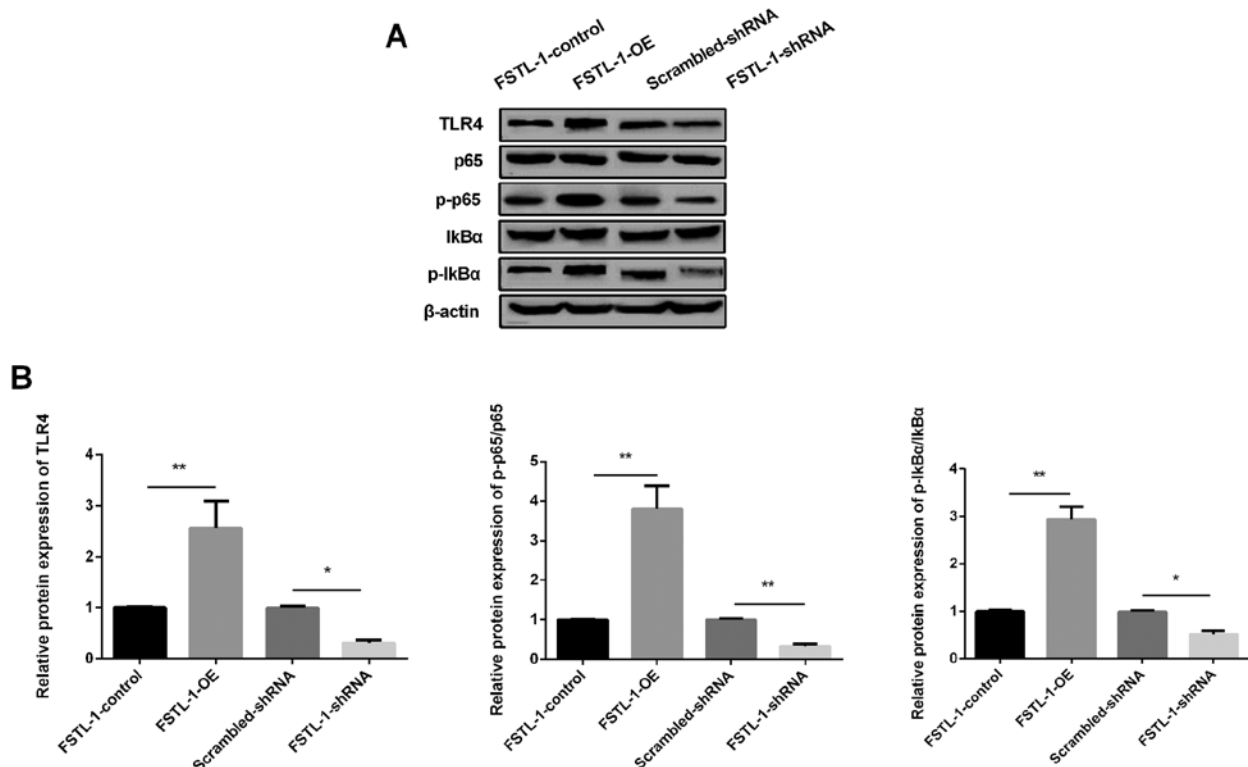 A
FSTL-1-control
FSTL-1-OE
Scrambled-shRNA
FSTL-1-shRNA
TLR4
p65
p-p65
IkBα
p-IkBα
β-actin
B
Relative protein expression of TLR4
4
3
2
1
0
**
*
FSTL-1-control
FSTL-1-OE
Scrambled-shRNA
FSTL-1-shRNA
Relative protein expression of p-p65/p65
5
4
3
2
1
0
**
**
FSTL-1-control
FSTL-1-OE
Scrambled-shRNA
FSTL-1-shRNA
Relative protein expression of p-IkBα/IkBα
4
3
2
1
0
**
*
FSTL-1-control
FSTL-1-OE
Scrambled-shRNA
FSTL-1-shRNA